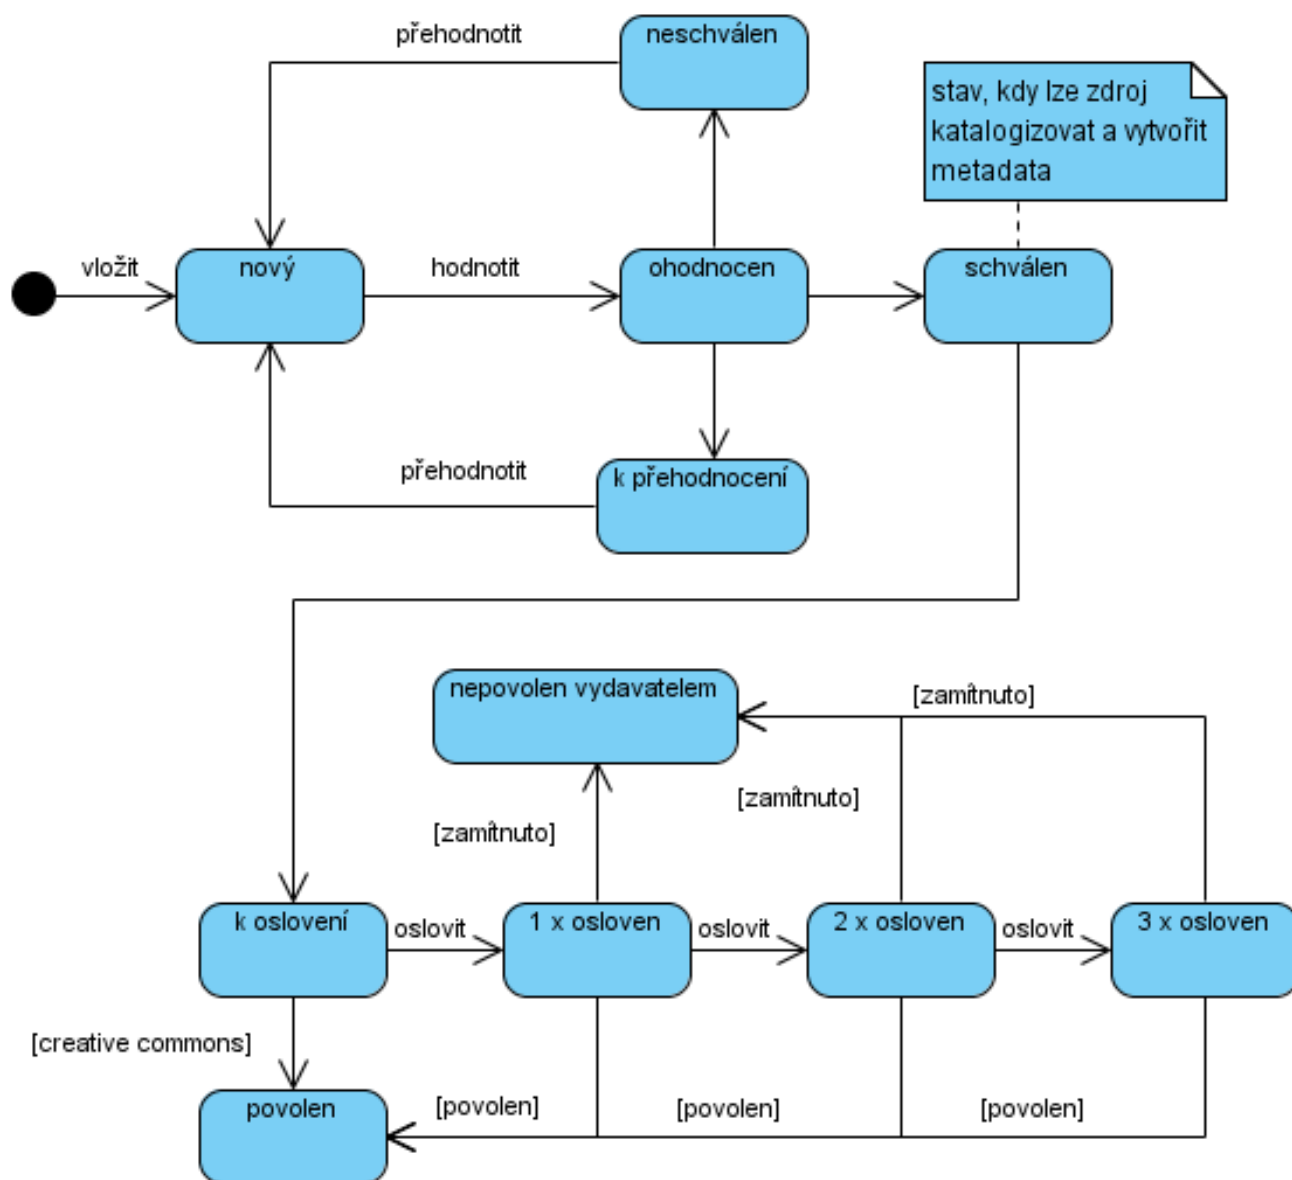 přehodnotit
neschválen
stav, kdy lze zdroj
katalogizovat a vytvořit
metadata
vložit
nový
hodnotit
ohodnocen
schválen
přehodnotit
k přehodnocení
nepovolen vydavatelem
[zamítnuto]
[zamítnuto]
[zamítnuto]
k oslovení
oslovit
1 x osloven
oslovit
2 x osloven
oslovit
3 x osloven
[creative commons]
povolen
[povolen]
[povolen]
[povolen]